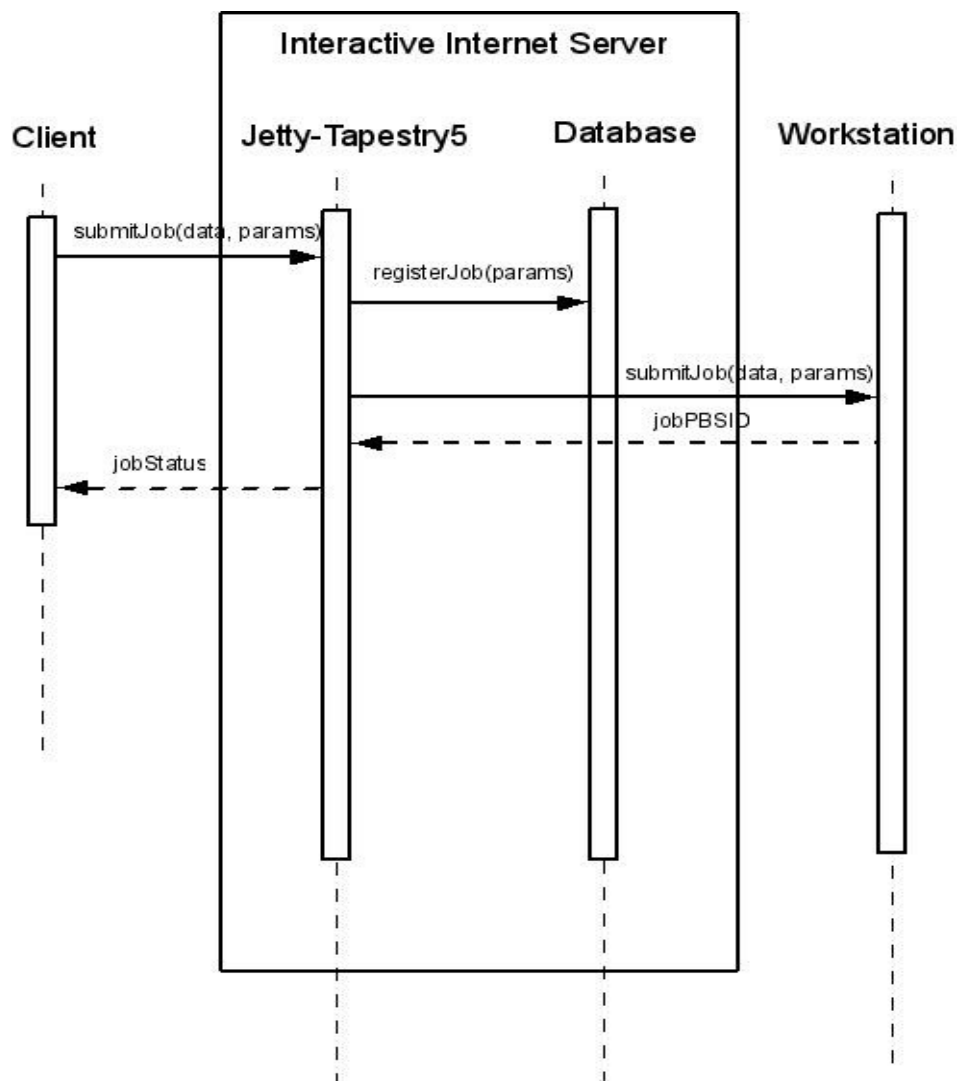 Interactive Internet Server
Client
Jetty-Tapestry5
Database
Workstation
submitJob(data, params)
registerJob(params)
submitJob(data, params)
jobPBSID
jobStatus